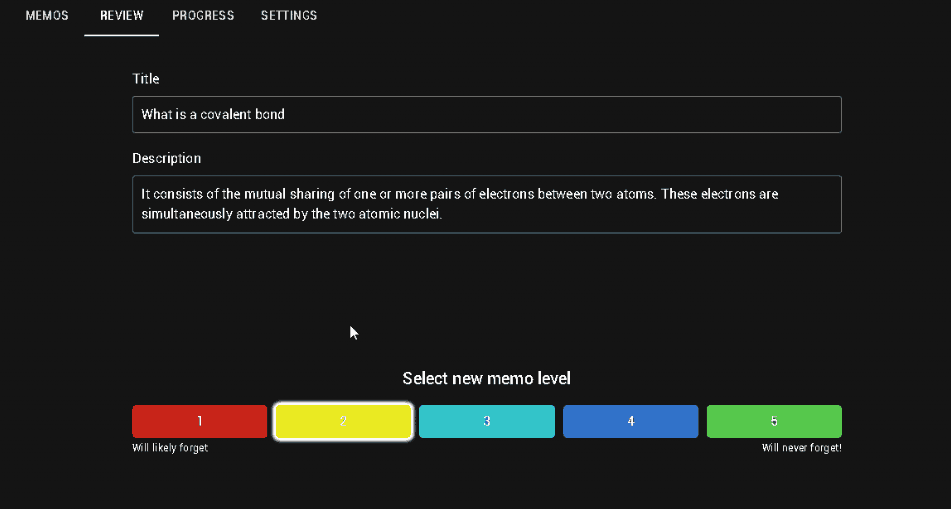 MEMOS REVIEW PROGRESS SETTINGS
Title
What is a covalent bond
Description
It consists of the mutual sharing of one or more pairs of electrons between two atoms. These electrons are
simultaneously attracted by the two atomic nuclei.
Select new memo level
1 2 3 4 5
Will likely forget Will never forget!